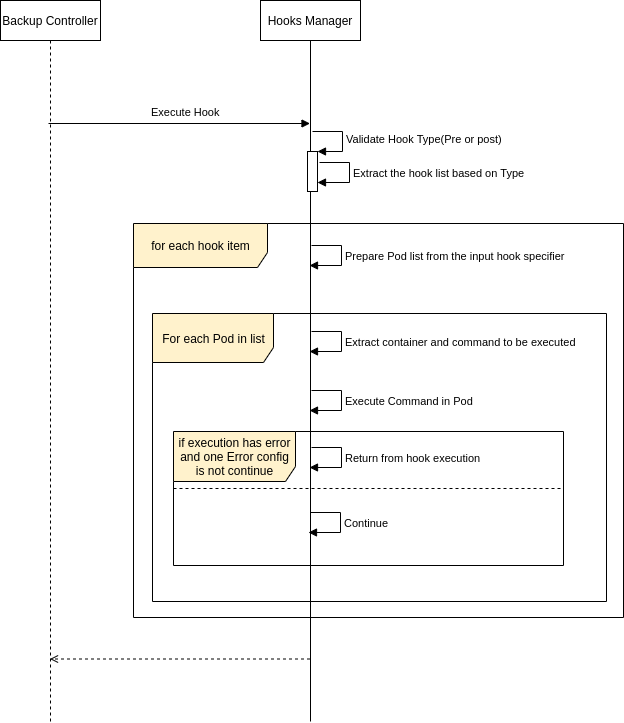 Backup Controller
Hooks Manager
Execute Hook
Validate Hook Type(Pre or post)
Extract the hook list based on Type
for each hook item
Prepare Pod list from the input hook specifier
For each Pod in list
Extract container and command to be executed
Execute Command in Pod
if execution has error
and one Error config
is not continue
Return from hook execution
Continue